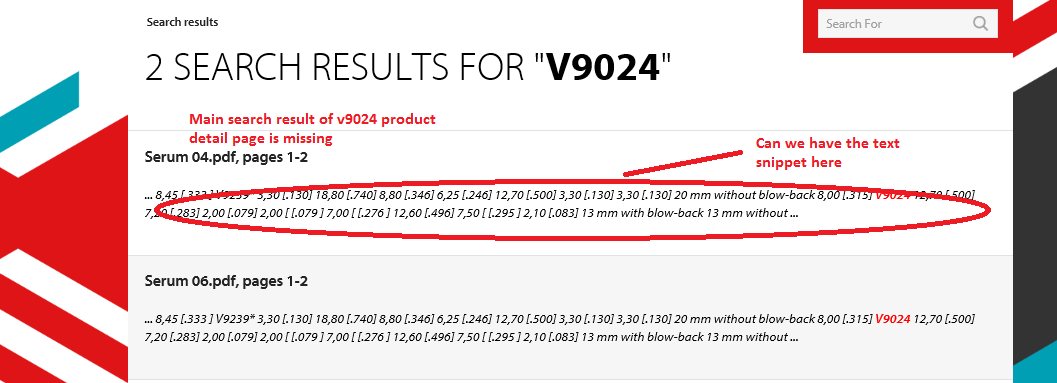 Search results
Search For
2 SEARCH RESULTS FOR "V9024"
Main search result of v9024 product
detail page is missing
Can we have the text
snippet here
Serum 04.pdf, pages 1-2
... 8,45 [.333 ] V9239* 3,30 [.130] 18,80 [.740] 8,80 [.346] 6,25 [.246] 12,70 [.500] 3,30 [.130] 3,30 [.130] 20 mm without blow-back 8,00 [.315] V9024 12,70 [.500]
7,20 [.283] 2,00 [.079] 2,00 [ [.079 ] 7,00 [ [.276 ] 12,60 [.496] 7,50 [ [.295 ] 2,10 [.083] 13 mm with blow-back 13 mm without ...
Serum 06.pdf, pages 1-2
... 8,45 [.333 ] V9239* 3,30 [.130] 18,80 [.740] 8,80 [.346] 6,25 [.246] 12,70 [.500] 3,30 [.130] 3,30 [.130] 20 mm without blow-back 8,00 [.315] V9024 12,70 [.500]
7,20 [.283] 2,00 [.079] 2,00 [ [.079 ] 7,00 [ [.276 ] 12,60 [.496] 7,50 [ [.295 ] 2,10 [.083] 13 mm with blow-back 13 mm without ...